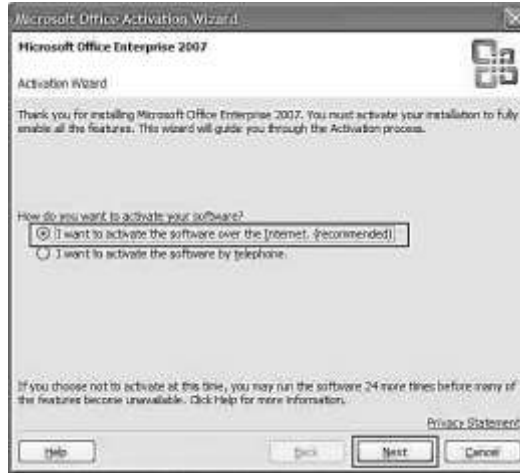 Microsoft Office Activation Wizard
Microsoft Office Enterprise 2007
Activation Wizard
Thank you for installing Microsoft Office Enterprise 2007. You must activate your installation to fully
enable all the features. This wizard will guide you through the Activation process.
How do you want to activate your software?
I want to activate the software over the Internet. (recommended)
I want to activate the software by telephone.
If you choose not to activate at this time, you may run the software 24 more times before many of
the features become unavailable. Click Help for more information.
Privacy Statement
Help
Back
Next
Cancel